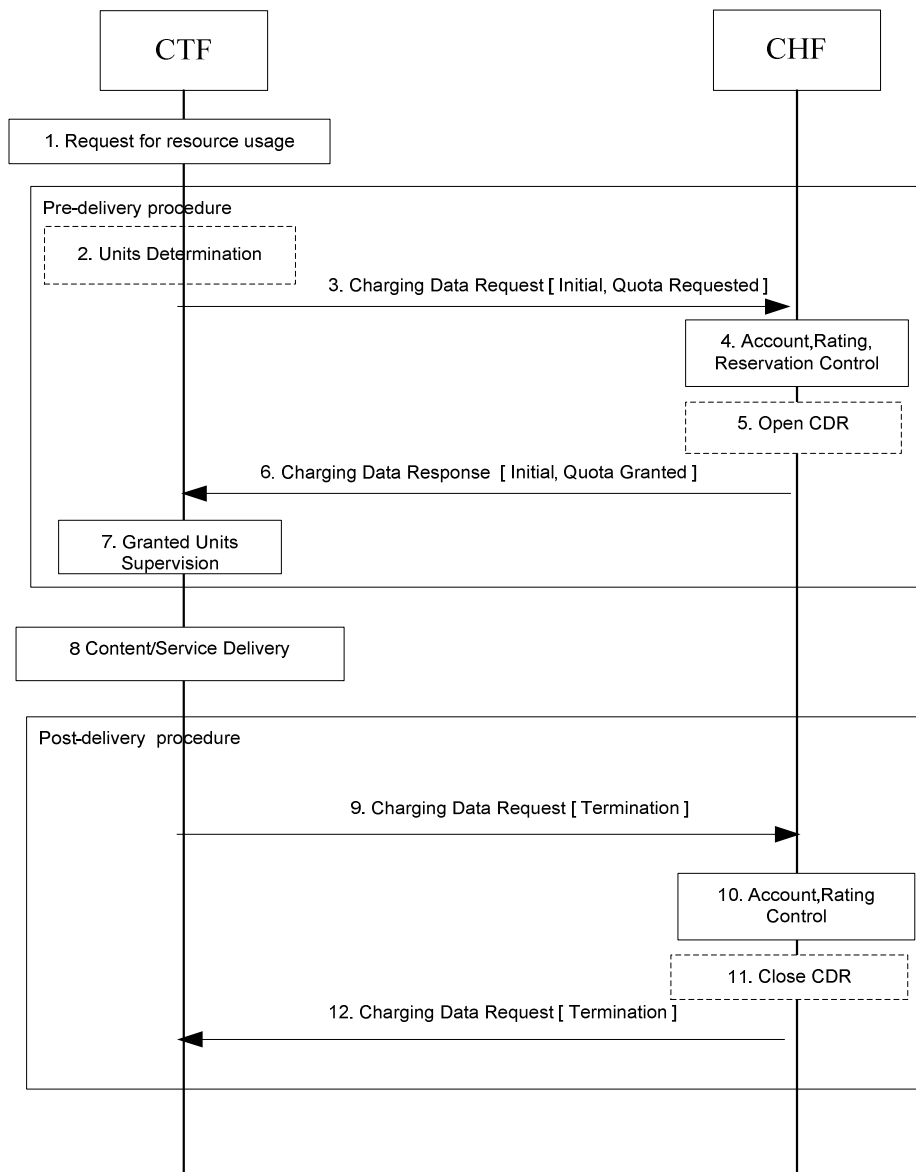 CTF
CHF
1. Request for resource usage
Pre-delivery procedure
2. Units Determination
3. Charging Data Request [ Initial, Quota Requested ]
4. Account,Rating,
Reservation Control
5. Open CDR
6. Charging Data Response [ Initial, Quota Granted ]
7. Granted Units
Supervision
8 Content/Service Delivery
Post-delivery procedure
9. Charging Data Request [ Termination ]
10. Account,Rating
Control
11. Close CDR
12. Charging Data Request [ Termination ]